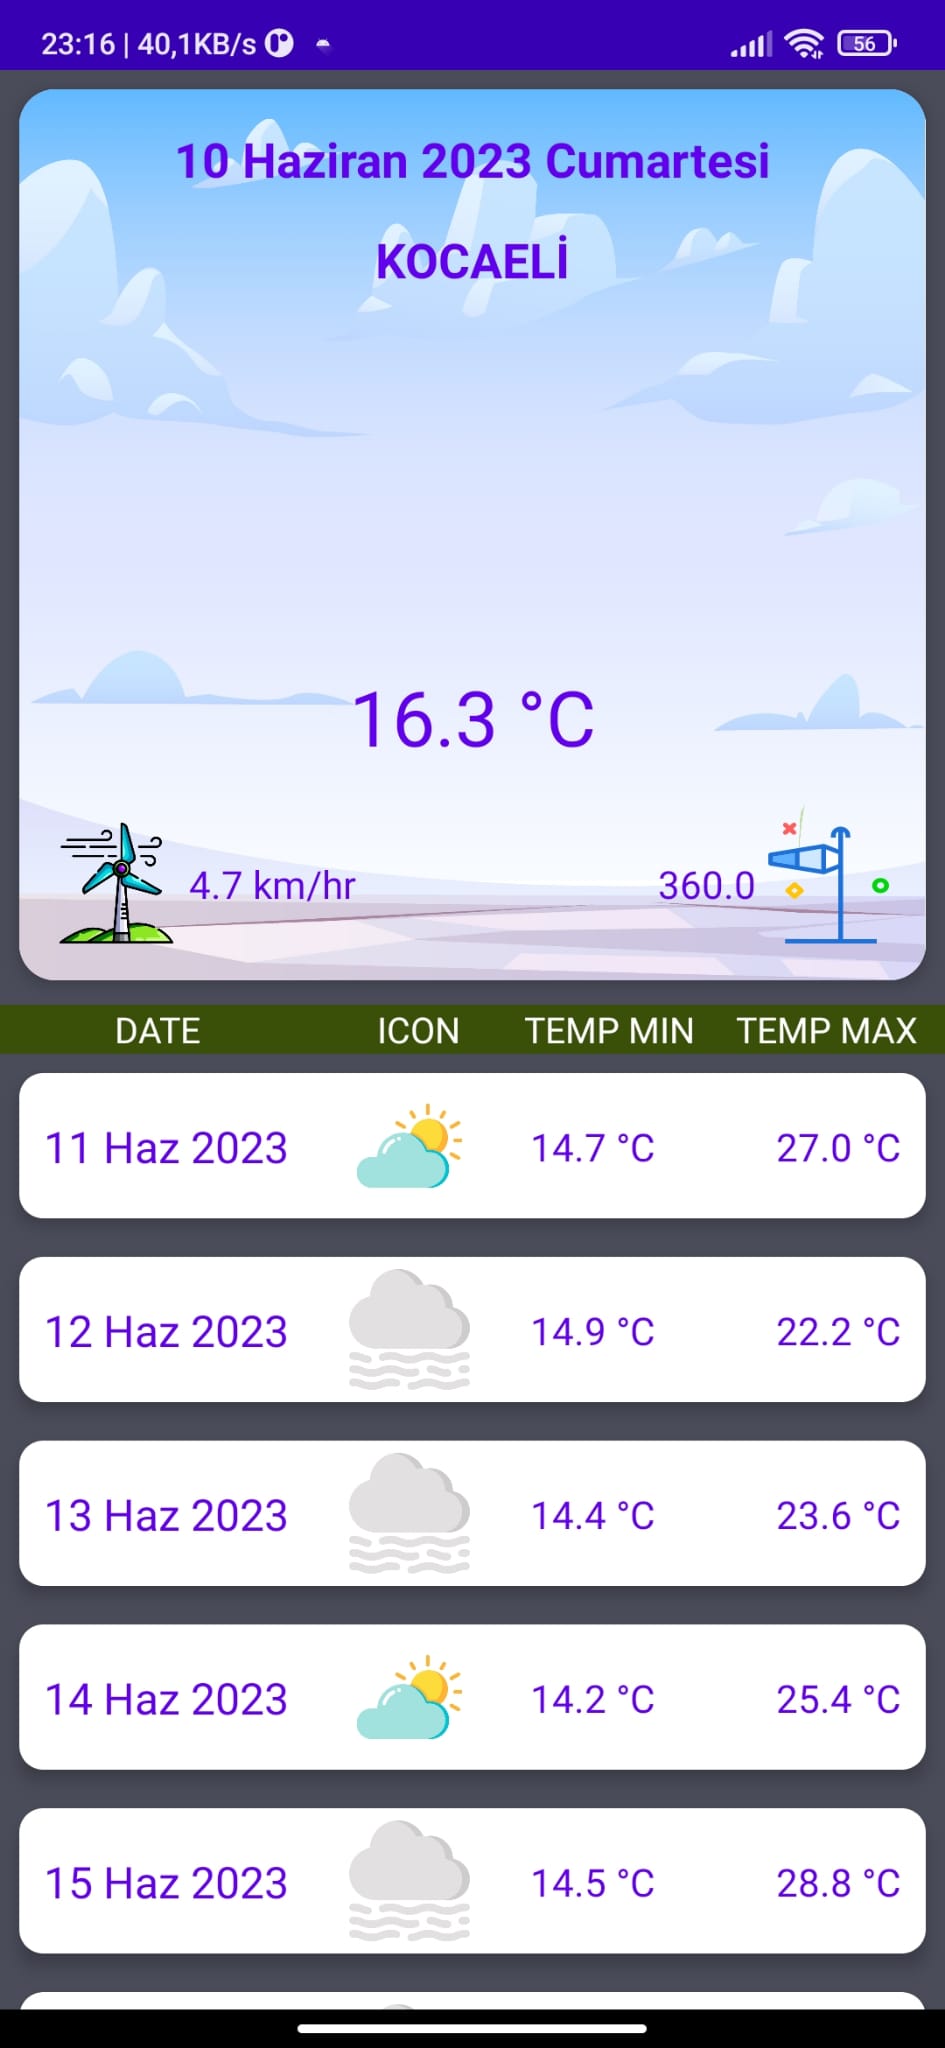 23:16 | 40,1KB/s 56
10 Haziran 2023 Cumartesi
KOCAELİ
16.3 °C
4.7 km/hr 360.0
DATE ICON TEMP MIN TEMP MAX
11 Haz 2023 14.7 °C 27.0 °C
12 Haz 2023 14.9 °C 22.2 °C
13 Haz 2023 14.4 °C 23.6 °C
14 Haz 2023 14.2 °C 25.4 °C
15 Haz 2023 14.5 °C 28.8 °C